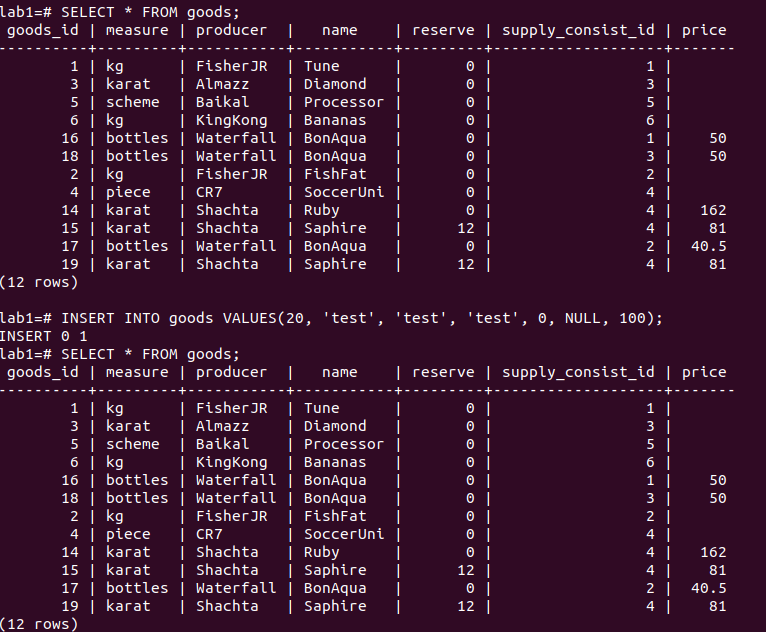 lab1=# SELECT * FROM goods;
 goods_id | measure | producer  |   name    | reserve | supply_consist_id | price
----------+---------+-----------+-----------+---------+-------------------+-------
        1 | kg      | FisherJR  | Tune      |       0 |                 1 |
        3 | karat   | Almazz    | Diamond   |       0 |                 3 |
        5 | scheme  | Baikal    | Processor |       0 |                 5 |
        6 | kg      | KingKong  | Bananas   |       0 |                 6 |
       16 | bottles | Waterfall | BonAqua   |       0 |                 1 |    50
       18 | bottles | Waterfall | BonAqua   |       0 |                 3 |    50
        2 | kg      | FisherJR  | FishFat   |       0 |                 2 |
        4 | piece   | CR7       | SoccerUni |       0 |                 4 |
       14 | karat   | Shachta   | Ruby      |       0 |                 4 |   162
       15 | karat   | Shachta   | Saphire   |      12 |                 4 |    81
       17 | bottles | Waterfall | BonAqua   |       0 |                 2 |  40.5
       19 | karat   | Shachta   | Saphire   |      12 |                 4 |    81
(12 rows)

lab1=# INSERT INTO goods VALUES(20, 'test', 'test', 'test', 0, NULL, 100);
INSERT 0 1
lab1=# SELECT * FROM goods;
 goods_id | measure | producer  |   name    | reserve | supply_consist_id | price
----------+---------+-----------+-----------+---------+-------------------+-------
        1 | kg      | FisherJR  | Tune      |       0 |                 1 |
        3 | karat   | Almazz    | Diamond   |       0 |                 3 |
        5 | scheme  | Baikal    | Processor |       0 |                 5 |
        6 | kg      | KingKong  | Bananas   |       0 |                 6 |
       16 | bottles | Waterfall | BonAqua   |       0 |                 1 |    50
       18 | bottles | Waterfall | BonAqua   |       0 |                 3 |    50
        2 | kg      | FisherJR  | FishFat   |       0 |                 2 |
        4 | piece   | CR7       | SoccerUni |       0 |                 4 |
       14 | karat   | Shachta   | Ruby      |       0 |                 4 |   162
       15 | karat   | Shachta   | Saphire   |      12 |                 4 |    81
       17 | bottles | Waterfall | BonAqua   |       0 |                 2 |  40.5
       19 | karat   | Shachta   | Saphire   |      12 |                 4 |    81
(12 rows)